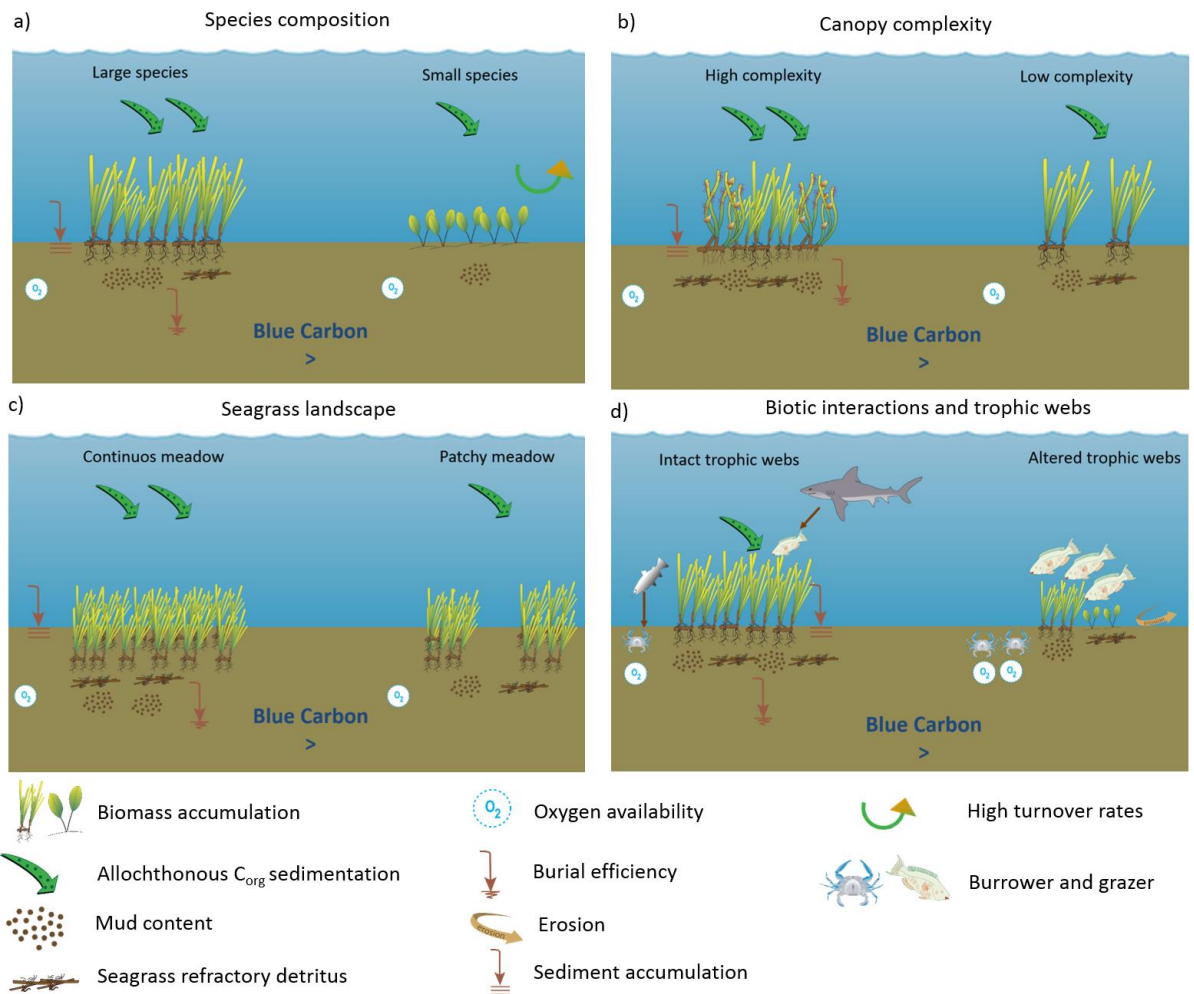 a)
Species composition
Large species
Small species
O2
O2
Blue Carbon
>
b)
Canopy complexity
High complexity
Low complexity
O2
O2
Blue Carbon
>
c)
Seagrass landscape
Continuos meadow
Patchy meadow
O2
O2
Blue Carbon
>
d)
Biotic interactions and trophic webs
Intact trophic webs
Altered trophic webs
erosion
O2
O2 O2
Blue Carbon
>
Biomass accumulation
Allochthonous Corg sedimentation
Mud content
Seagrass refractory detritus
O2
Oxygen availability
Burial efficiency
erosion
Erosion
Sediment accumulation
High turnover rates
Burrower and grazer